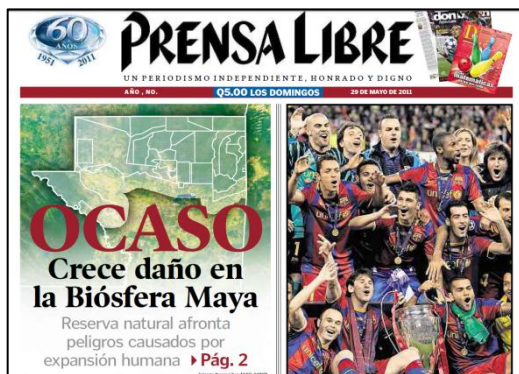 60
AÑOS
1951 2011
PRENSA LIBRE
UN PERIODISMO INDEPENDIENTE, HONRADO Y DIGNO
AÑO , NO.
Q5.00 LOS DOMINGOS
29 DE MAYO DE 2011
OCASO
Crece daño en
la Biósfera Maya
Reserva natural afronta
peligros causados por
expansión humana Pág. 2